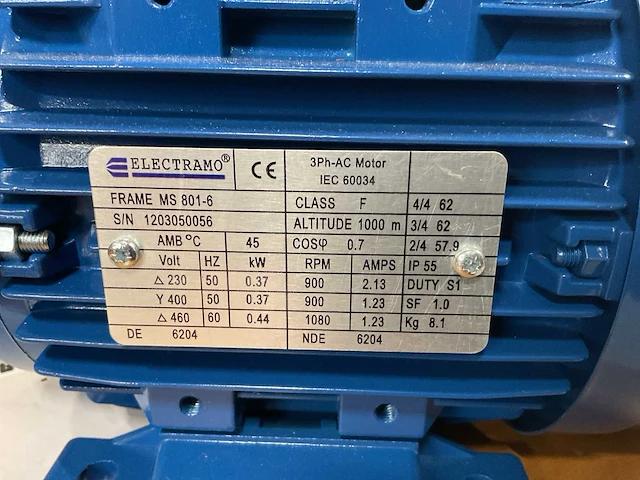 ELECTRAMO®
CE
3Ph-AC Motor
IEC 60034
FRAME MS 801-6
CLASS F 4/4 62
S/N 1203050056
ALTITUDE 1000 m 3/4 62
AMB °C 45 COSφ 0.7 2/4 57.9
Volt HZ kW RPM AMPS IP 55
△ 230 50 0.37 900 2.13 DUTY S1
Y 400 50 0.37 900 1.23 SF 1.0
△ 460 60 0.44 1080 1.23 Kg 8.1
DE 6204 NDE 6204